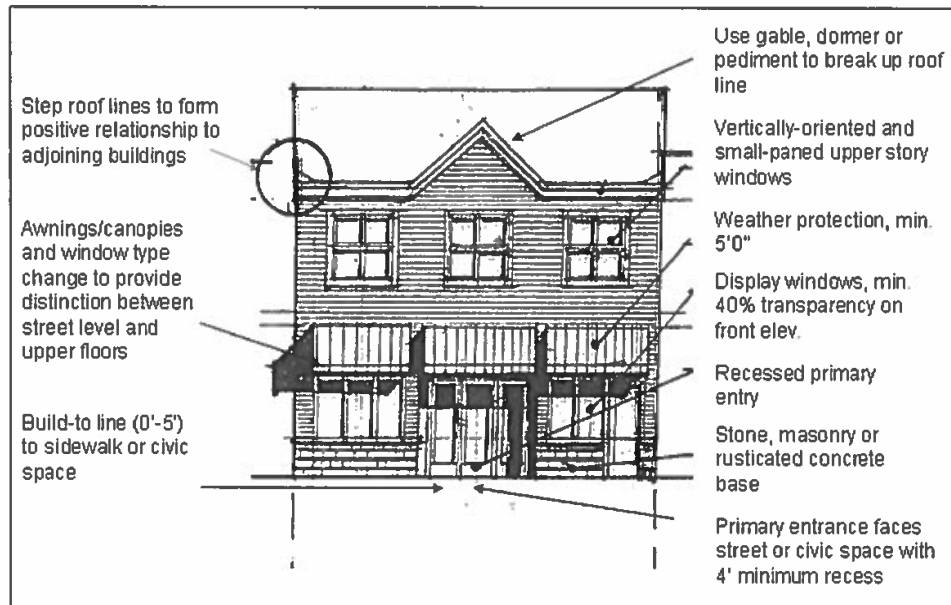 Step roof lines to form
positive relationship to
adjoining buildings
Awnings/canopies
and window type
change to provide
distinction between
street level and
upper floors
Build-to line (0'-5')
to sidewalk or civic
space
Use gable, dormer or
pediment to break up roof
line
Vertically-oriented and
small-paned upper story
windows
Weather protection, min.
5'0"
Display windows, min.
40% transparency on
front elev.
Recessed primary
entry
Stone, masonry or
rusticated concrete
base
Primary entrance faces
street or civic space with
4' minimum recess